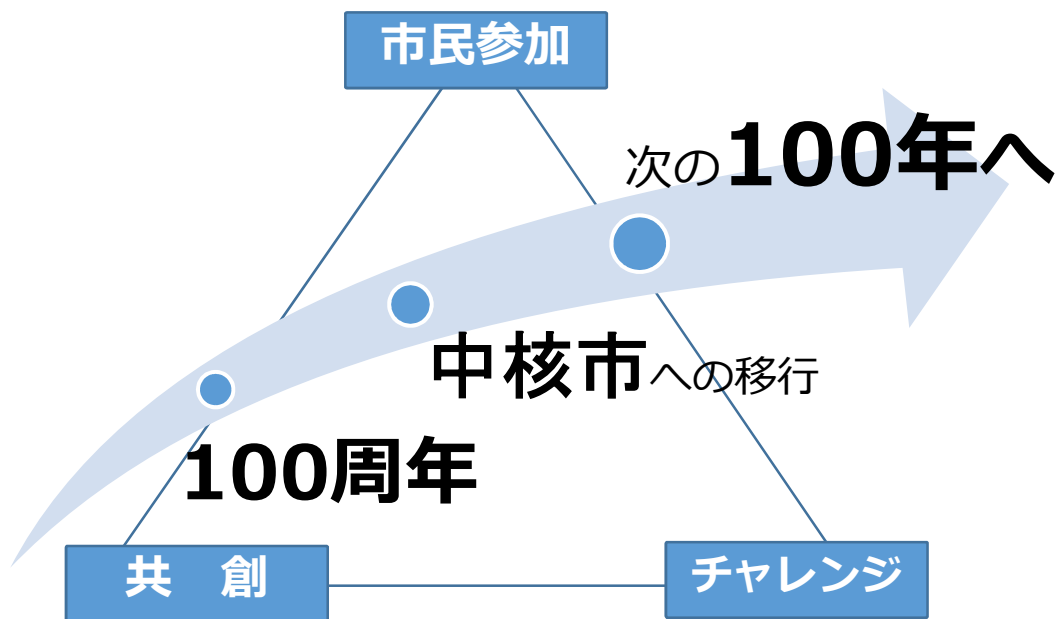 市民参加
次の100年へ
中核市への移行
100周年
共　創
チャレンジ